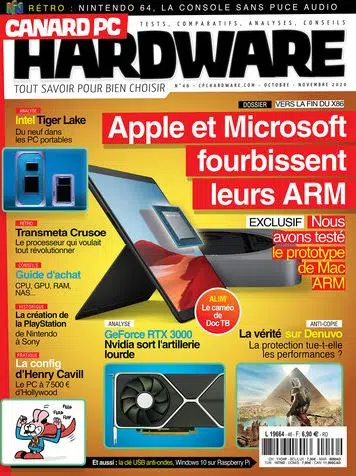 RÉTRO : NINTENDO 64, LA CONSOLE SANS PUCE AUDIO
CANARD PC
TESTS, COMPARATIFS, ANALYSES, CONSEILS
HARDWARE
TOUT SAVOIR POUR BIEN CHOISIR
N°46 - CPCHARDWARE.COM - OCTOBRE - NOVEMBRE 2020
DOSSIER
VERS LA FIN DU X86
Apple et Microsoft
fourbissent
leurs ARM
EXCLUSIF
Nous
avons testé
le prototype
de Mac
ARM
ANALYSE
Intel Tiger Lake
Du neuf dans
les PC portables
RÉTRO
Transmeta Crusoe
Le processeur qui voulait
tout révolutionner
CONSEILS
Guide d'achat
CPU, GPU, RAM,
NAS...
HISTORIQUE
La création de
la PlayStation
de Nintendo
à Sony
PRATIQUE
La config
d'Henry Cavill
Le PC à 7 500 €
d'Hollywood
ALIM'
Le caméo
de
Doc TB
ANALYSE
GeForce RTX 3000
Nvidia sort l'artillerie
lourde
ANTI-COPIE
La vérité sur Denuvo
La protection tue-t-elle
les performances ?
L 19664 - 46 - F: 6,90 € - RD
Et aussi : la clé USB anti-ondes, Windows 10 sur Raspberry Pi